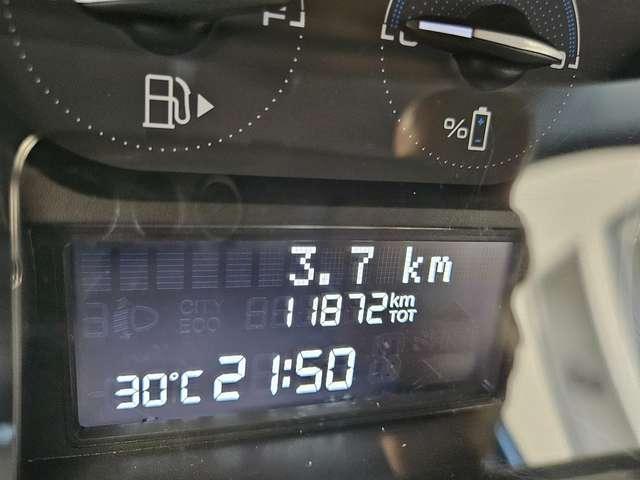 %
3.7 km
CITY
ECO
11872 km
TOT
30°C 21:50